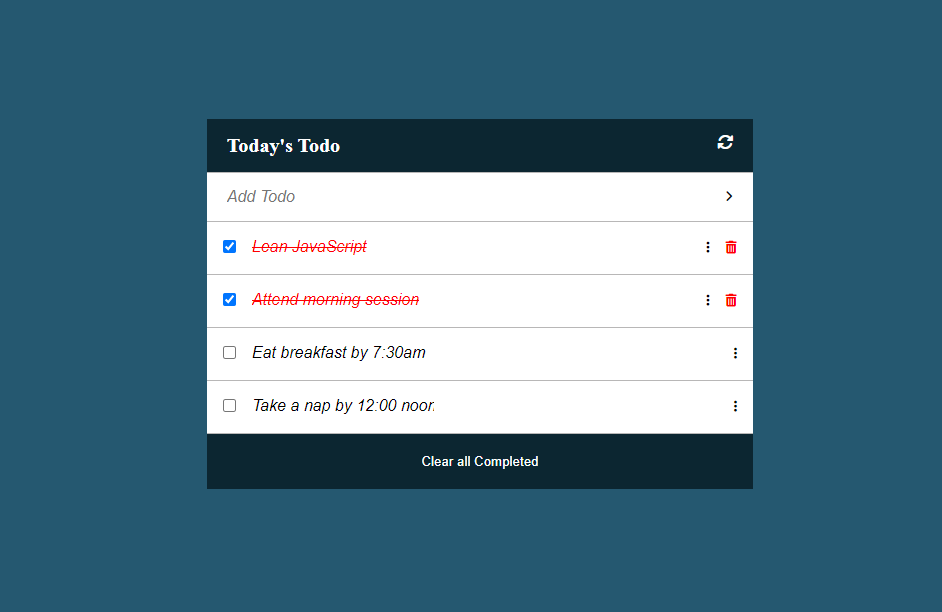 Today's Todo
Add Todo
Lean JavaScript
Attend morning session
Eat breakfast by 7:30am
Take a nap by 12:00 noon
Clear all Completed